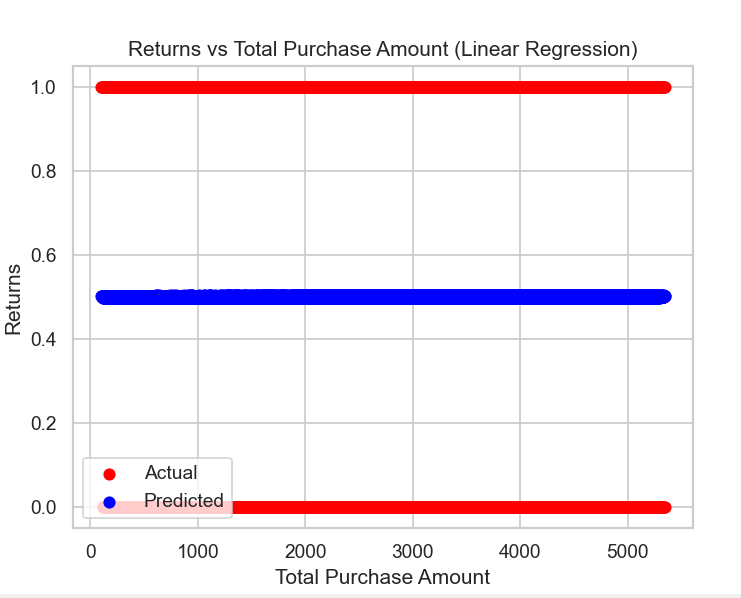 Returns vs Total Purchase Amount (Linear Regression)
1.0
0.8
0.6
0.4
0.2
0.0
Returns
Actual
Predicted
0 1000 2000 3000 4000 5000
Total Purchase Amount